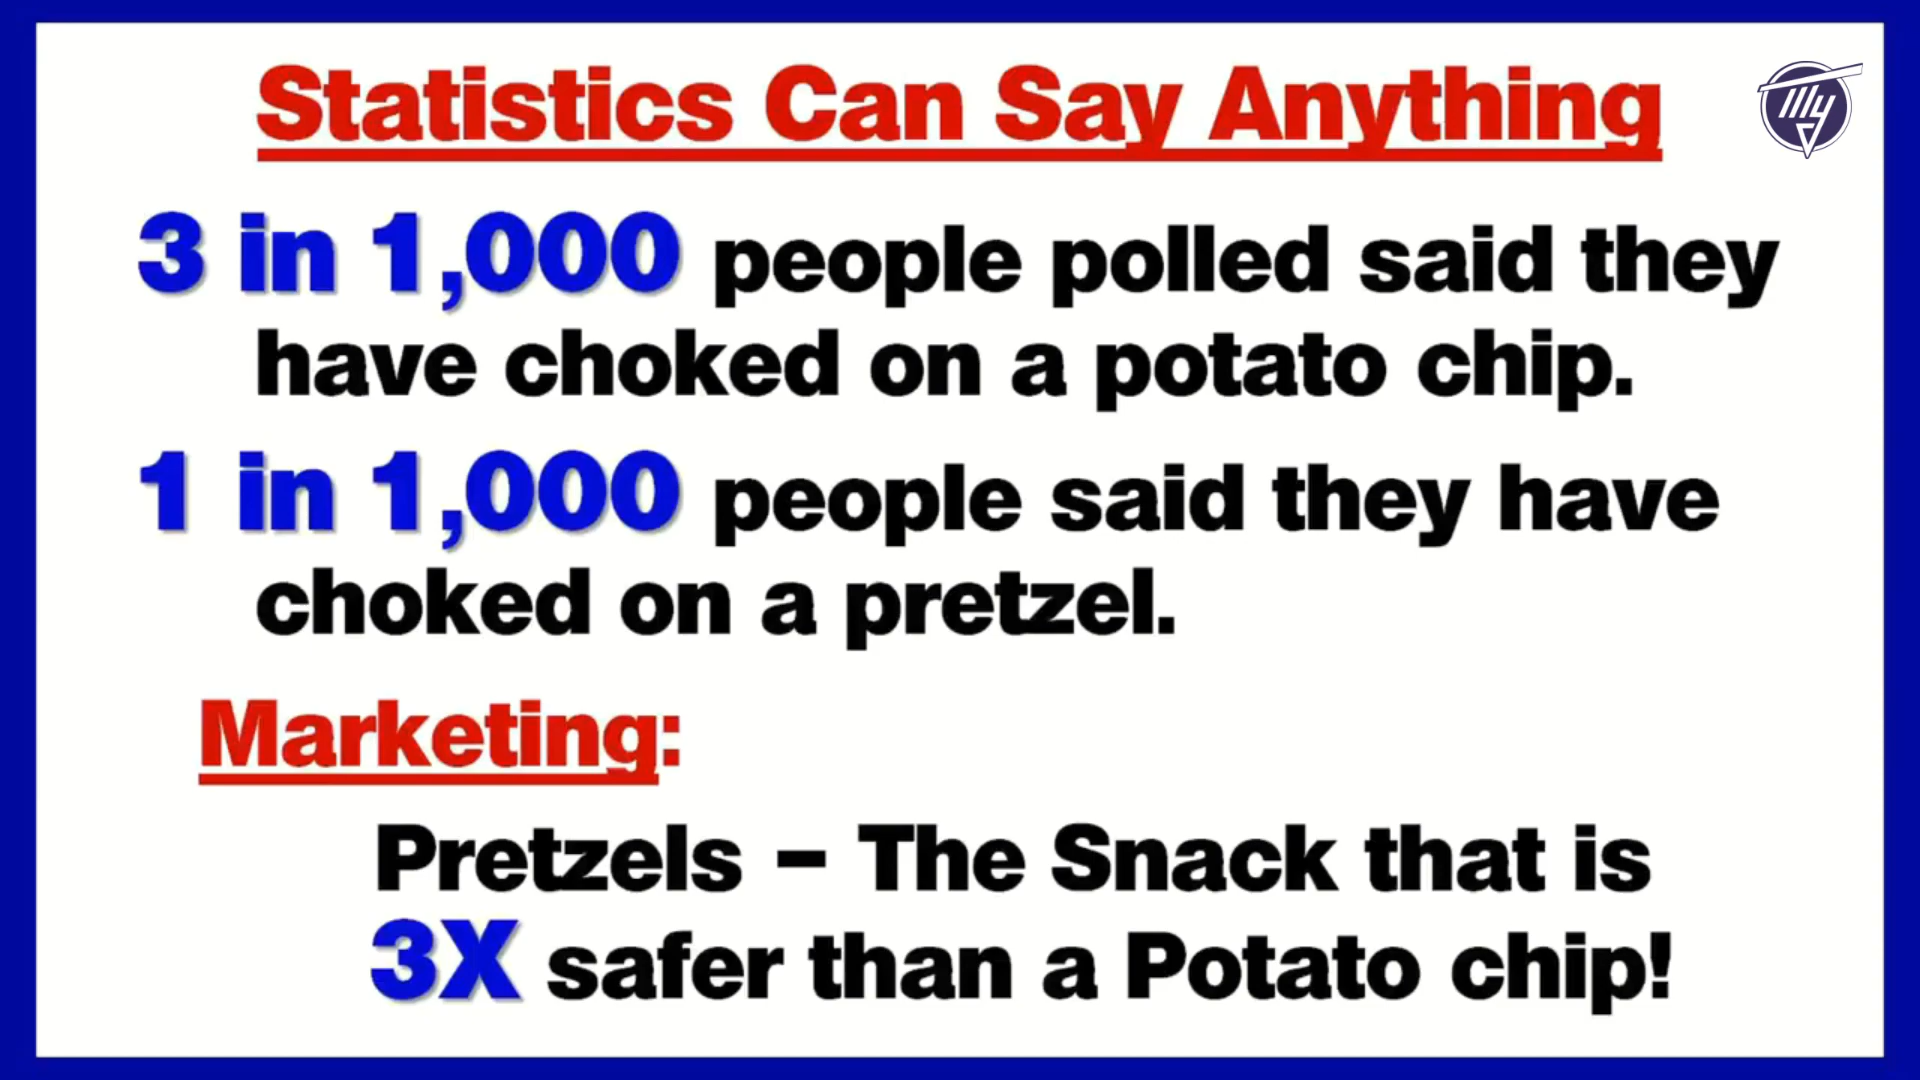 Statistics Can Say Anything
3 in 1,000 people polled said they
have choked on a potato chip.
1 in 1,000 people said they have
choked on a pretzel.
Marketing:
Pretzels – The Snack that is
3X safer than a Potato chip!